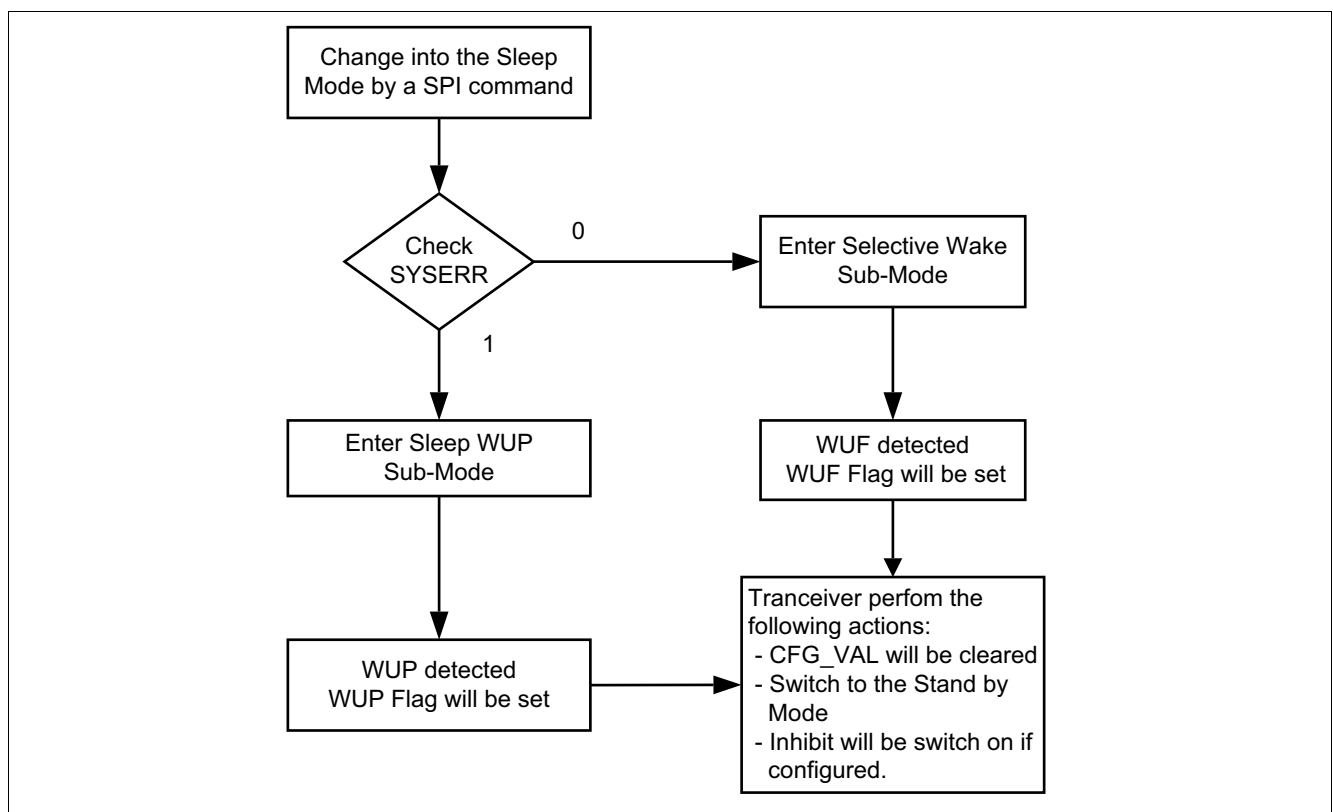 Change into the Sleep
Mode by a SPI command
Check
SYSERR
0
1
Enter Selective Wake
Sub-Mode
Enter Sleep WUP
Sub-Mode
WUF detected
WUF Flag will be set
WUP detected
WUP Flag will be set
Tranceiver perfom the
following actions:
- CFG_VAL will be cleared
- Switch to the Stand by
Mode
- Inhibit will be switch on if
configured.